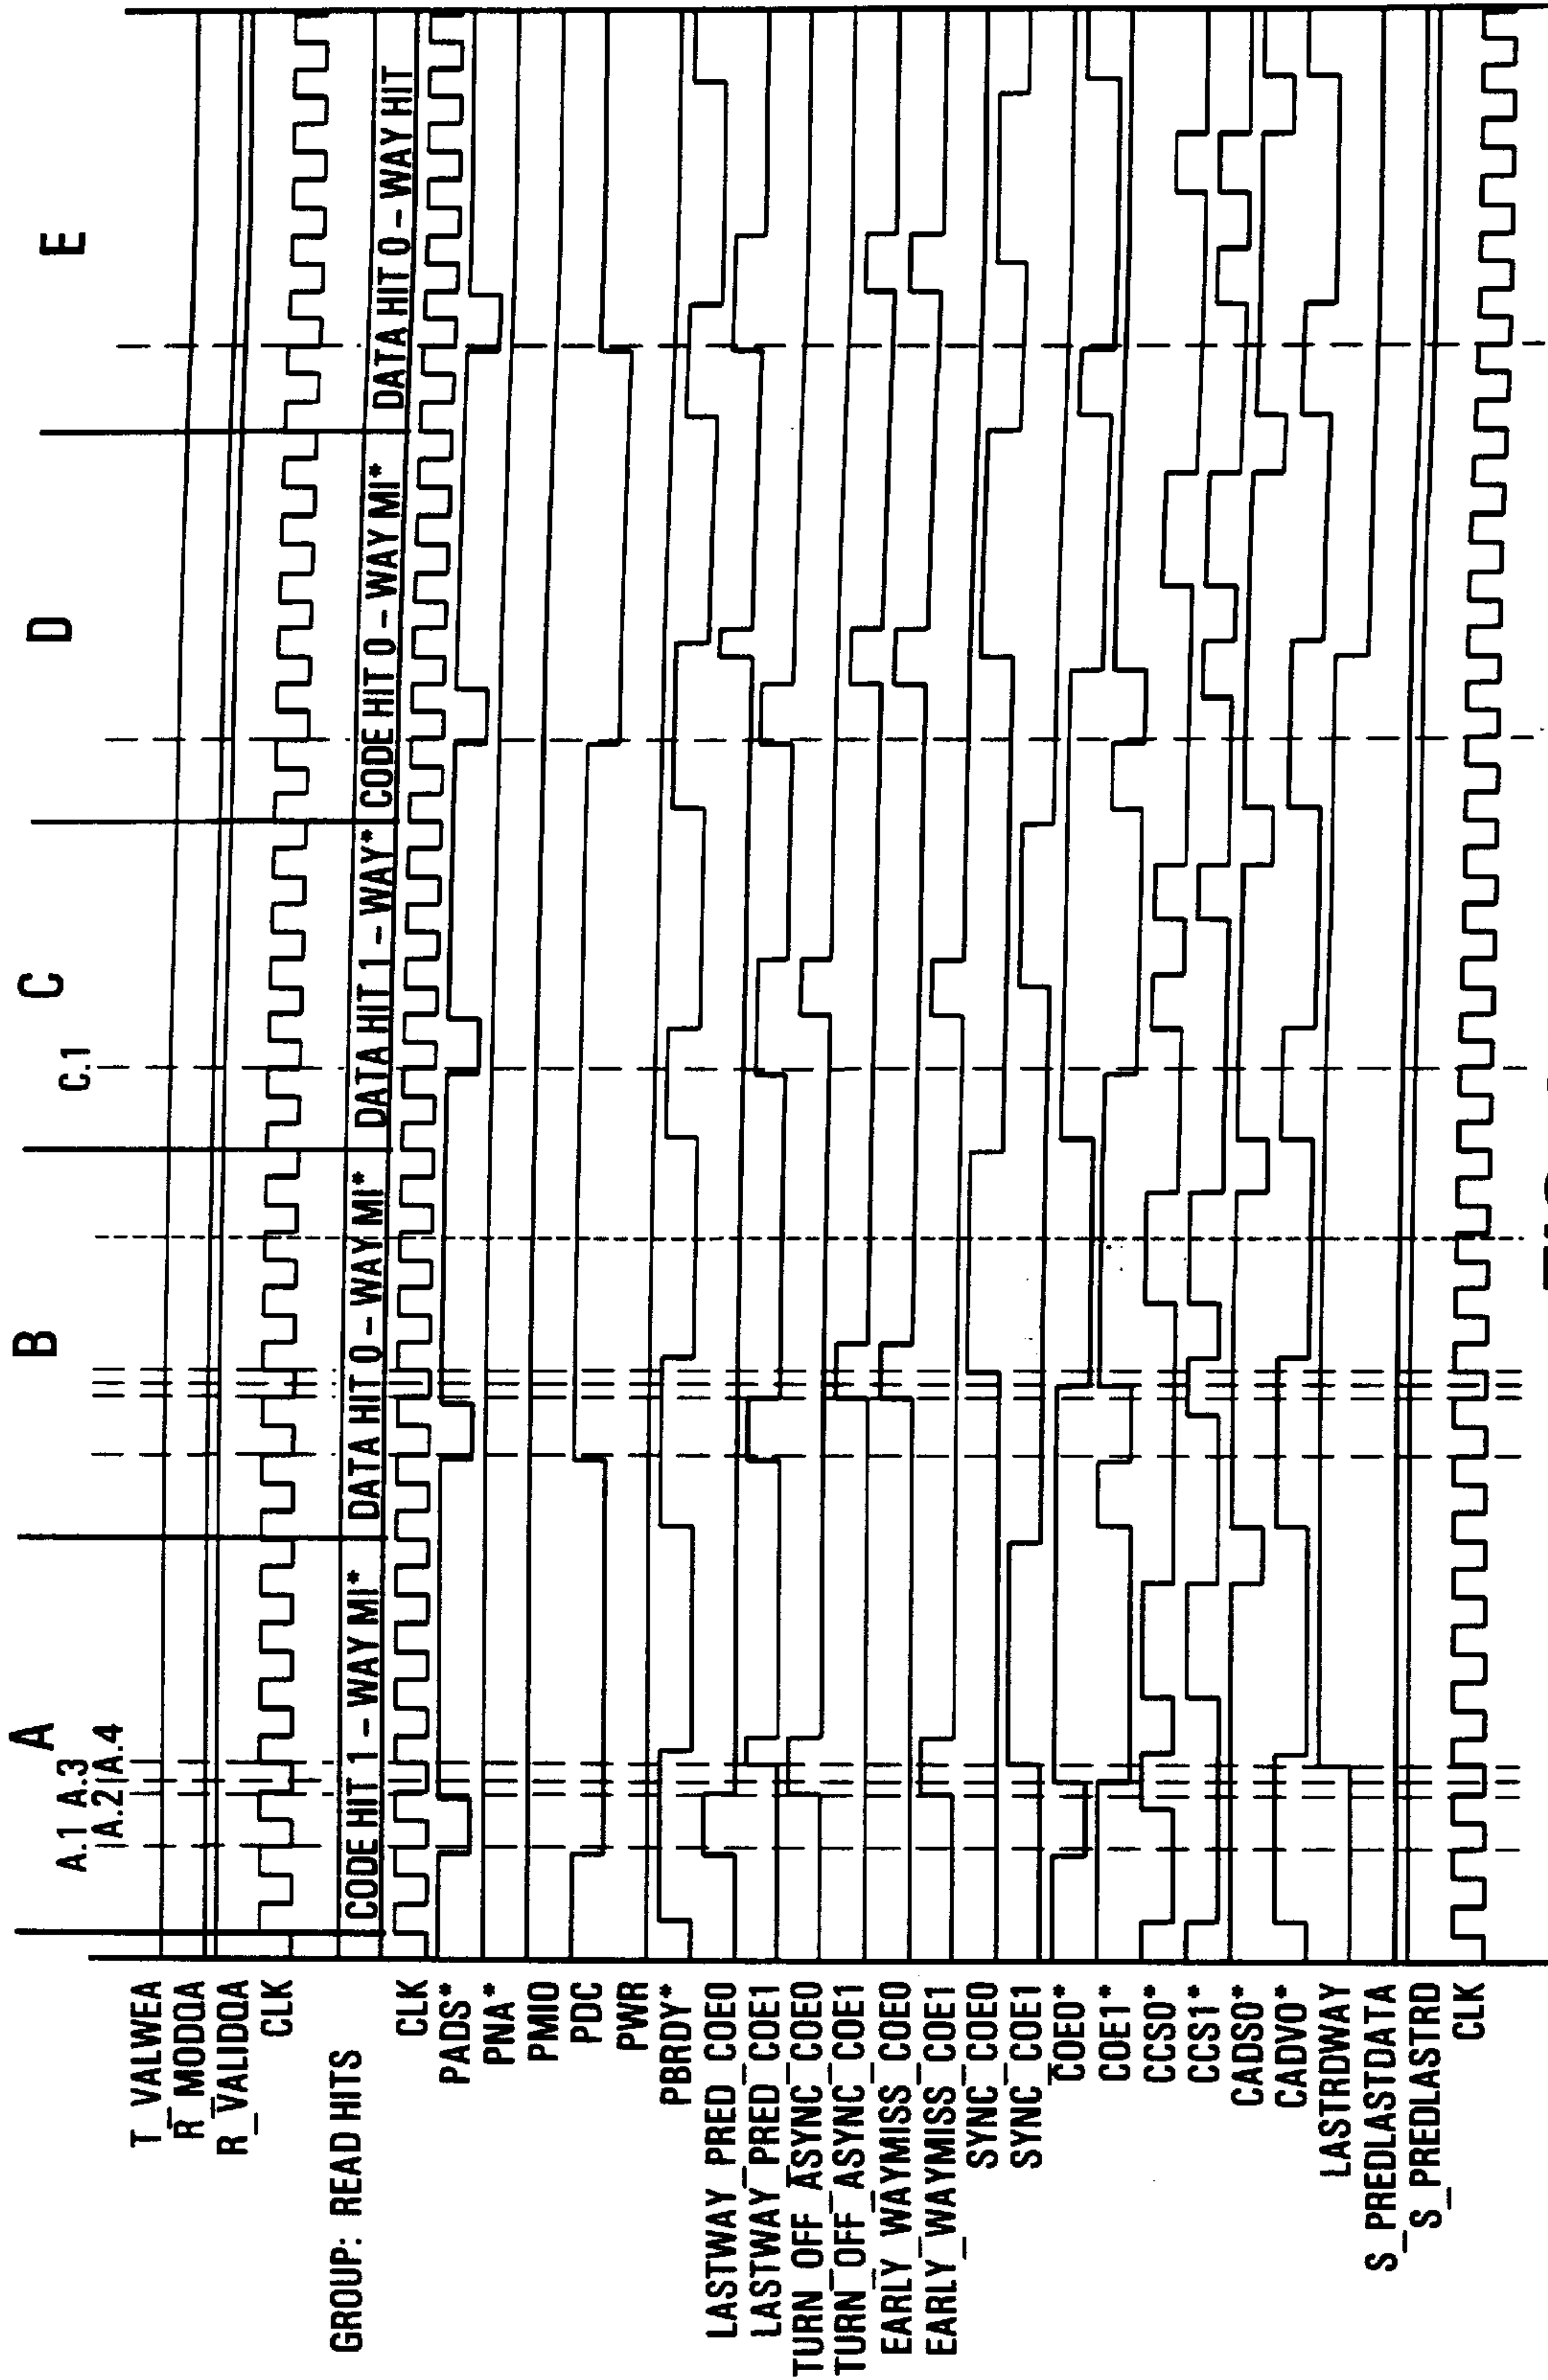 A B C D E
A.1 A.3 C.1
A.2 A.4
T_VALWEA
R_MODQA
R_VALIDQA
CLK
GROUP: READ HITS
CODE HIT 1 – WAY MI* DATA HIT 0 – WAY MI* DATA HIT 1 – WAY* CODE HIT 0 – WAY MI* DATA HIT 0 – WAY HIT
CLK
PADS*
PNA*
PMIO
PDC
PWR
PBRDY*
LASTWAY_PRED_COE0
LASTWAY_PRED_COE1
TURN_OFF_ASYNC_COE0
TURN_OFF_ASYNC_COE1
EARLY_WAYMISS_COE0
EARLY_WAYMISS_COE1
SYNC_COE0
SYNC_COE1
COE0*
COE1*
CCS0*
CCS1*
CADS0*
CADV0*
LASTRDWAY
S_PREDLASTDATA
S_PREDLASTRD
CLK